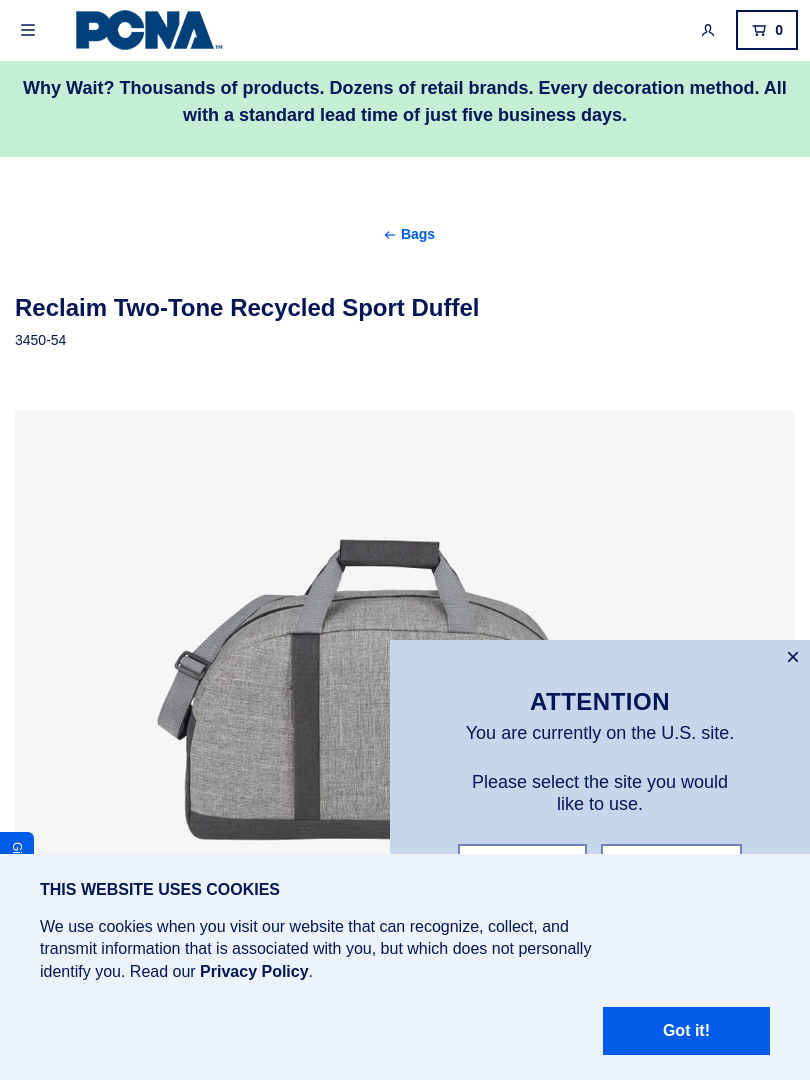 PCNA TM
0
Why Wait? Thousands of products. Dozens of retail brands. Every decoration method. All
with a standard lead time of just five business days.
Bags
Reclaim Two-Tone Recycled Sport Duffel
3450-54
ATTENTION
You are currently on the U.S. site.
Please select the site you would
like to use.
THIS WEBSITE USES COOKIES
We use cookies when you visit our website that can recognize, collect, and
transmit information that is associated with you, but which does not personally
identify you. Read our Privacy Policy.
Got it!